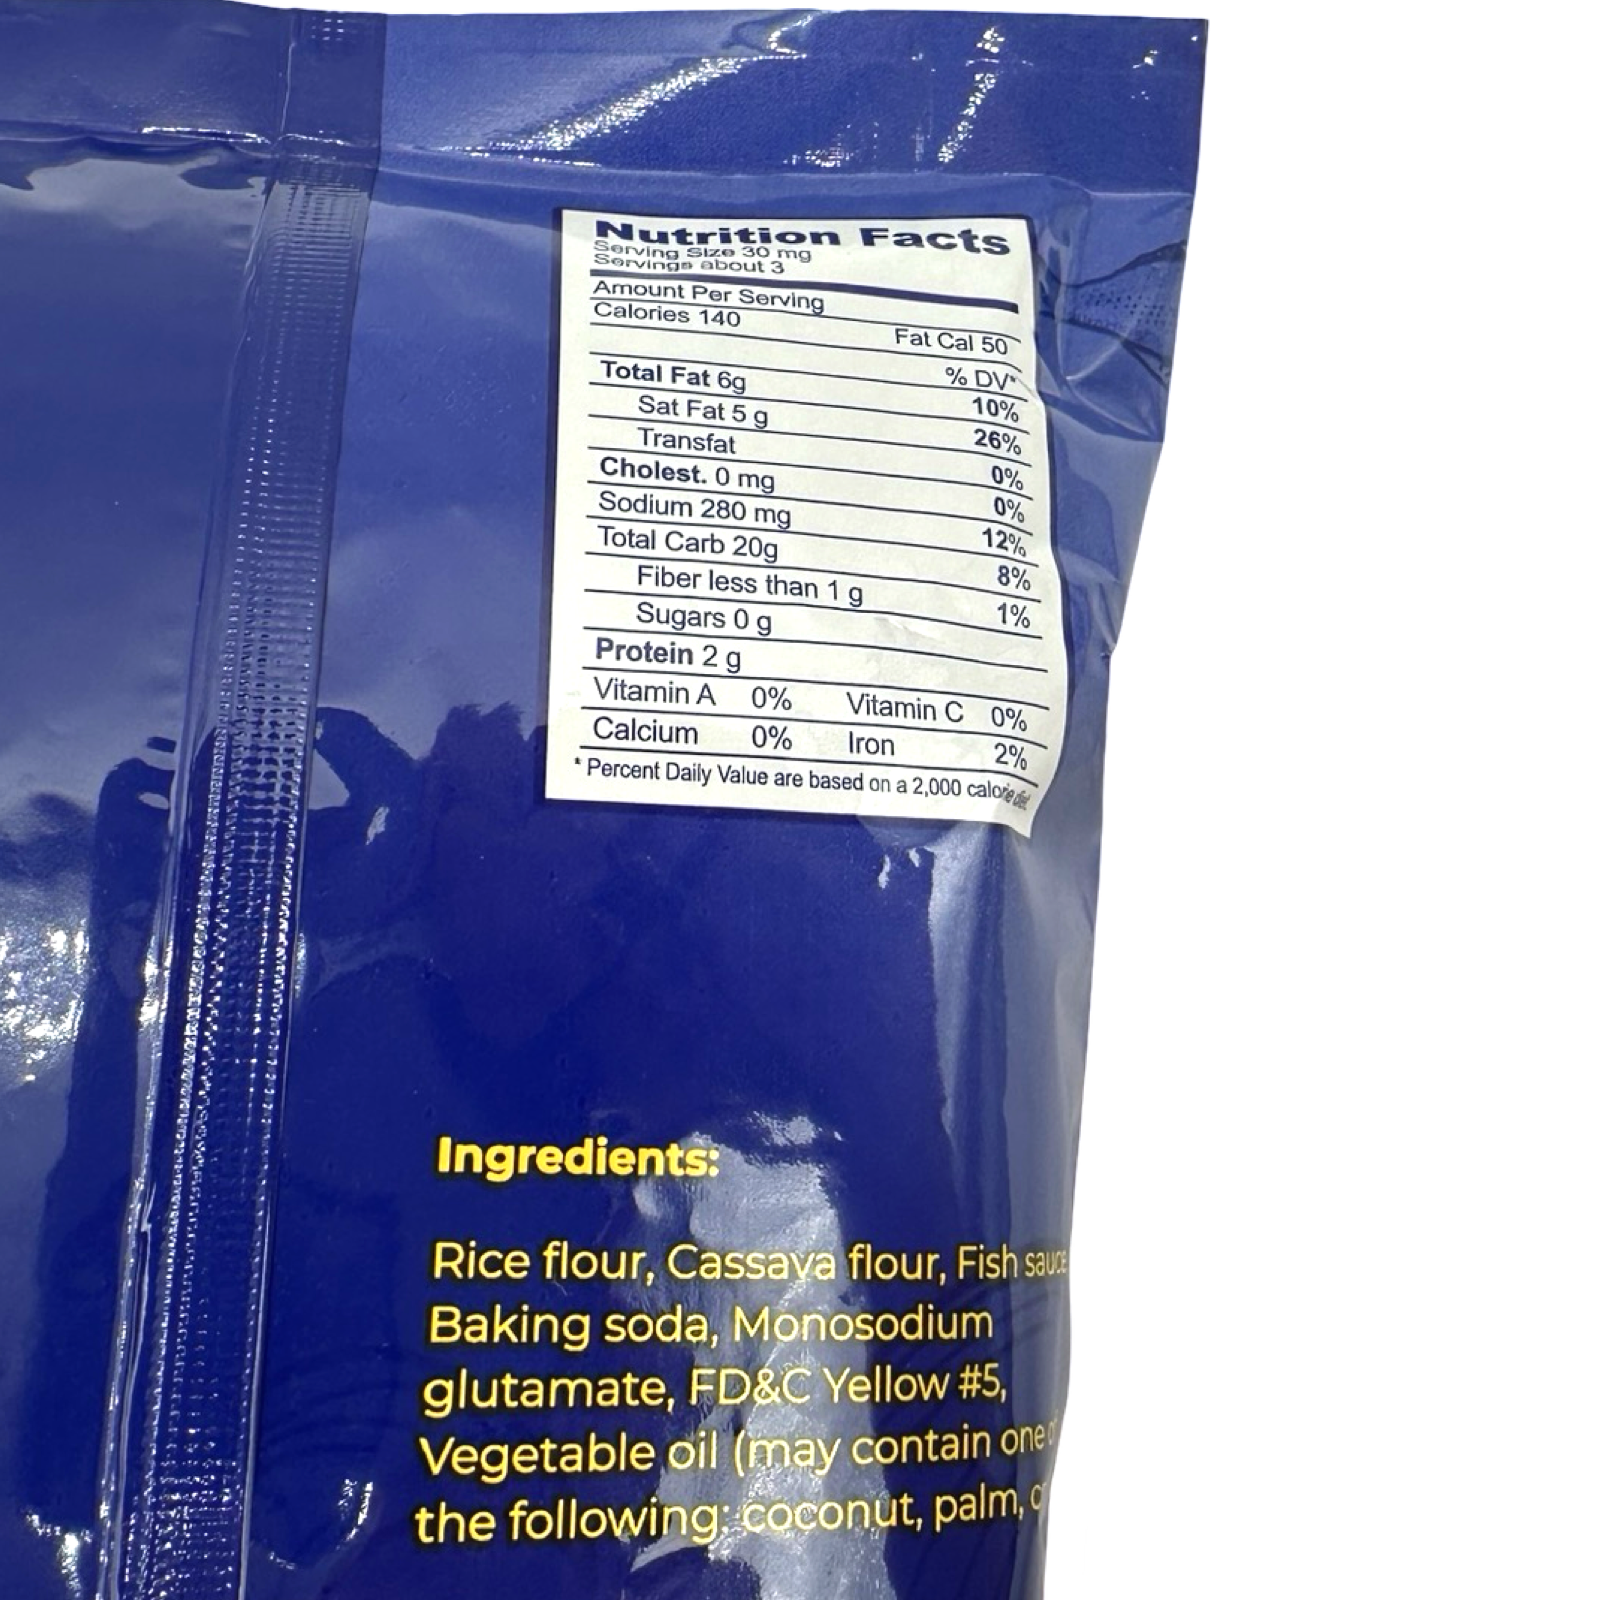 Nutrition Facts
Serving Size 30 mg
Servings about 3
Amount Per Serving
Calories 140 Fat Cal 50
% DV*
Total Fat 6g 10%
Sat Fat 5 g 26%
Transfat 0%
Cholest. 0 mg 0%
Sodium 280 mg 12%
Total Carb 20g 8%
Fiber less than 1 g 1%
Sugars 0 g
Protein 2 g
Vitamin A 0% Vitamin C 0%
Calcium 0% Iron 2%
* Percent Daily Value are based on a 2,000 calorie diet.
Ingredients:
Rice flour, Cassava flour, Fish sauce
Baking soda, Monosodium
glutamate, FD&C Yellow #5,
Vegetable oil (may contain one of
the following: coconut, palm,